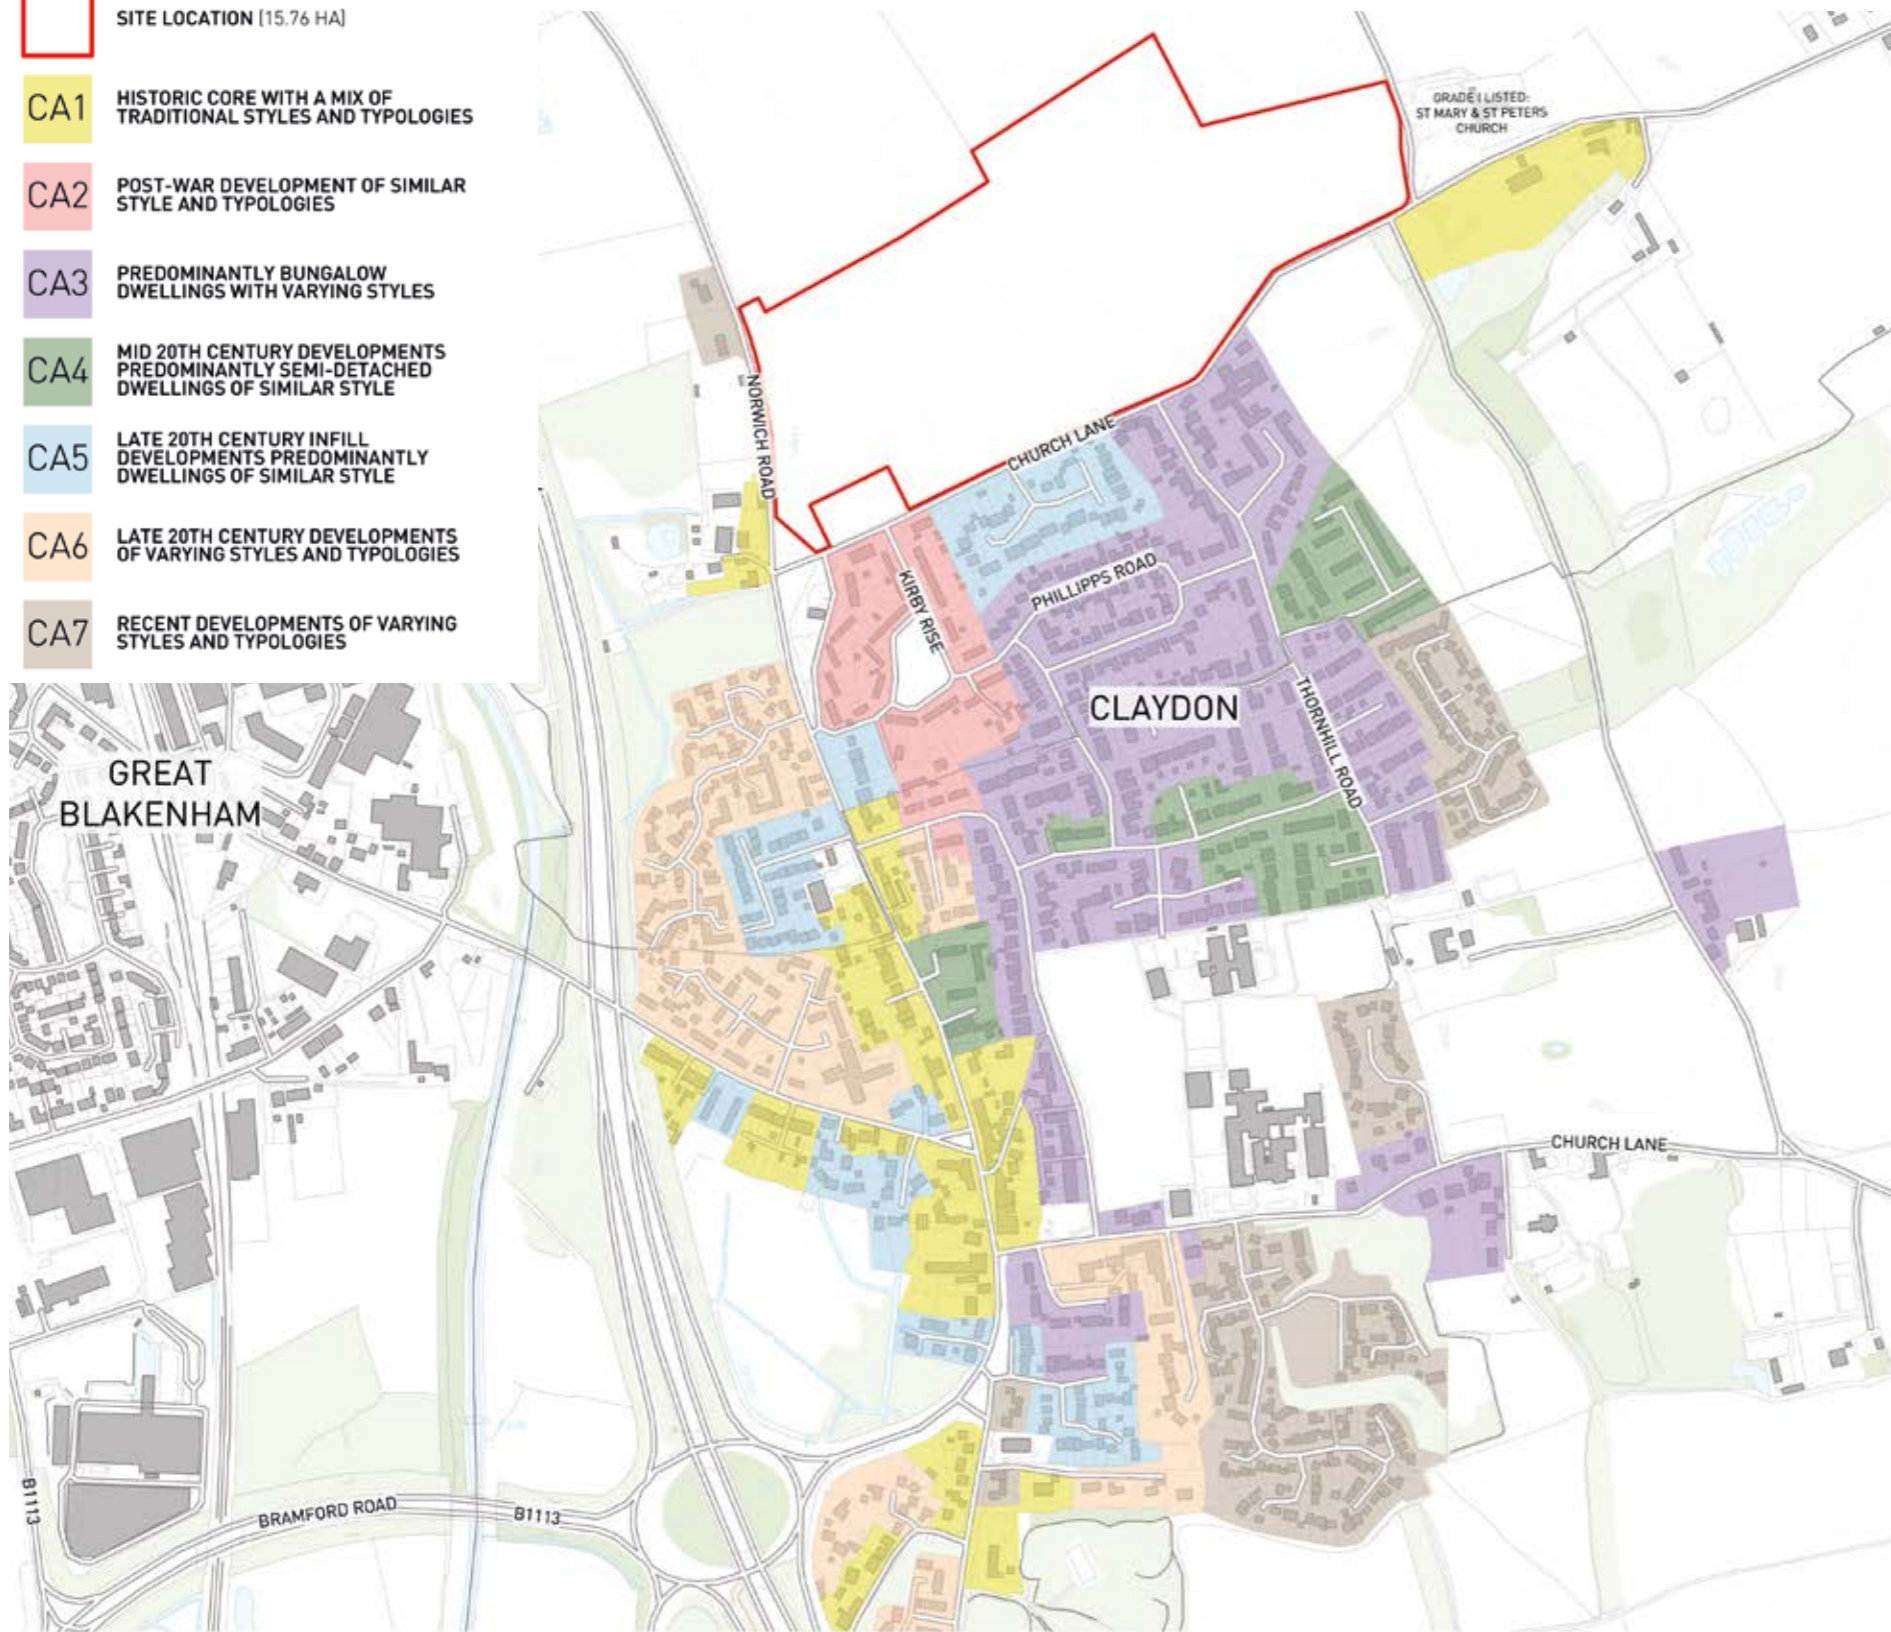 SITE LOCATION (15.76 HA)
CA1
HISTORIC CORE WITH A MIX OF
TRADITIONAL STYLES AND TYPOLOGIES
CA2
POST-WAR DEVELOPMENT OF SIMILAR
STYLE AND TYPOLOGIES
CA3
PREDOMINANTLY BUNGALOW
DWELLINGS WITH VARYING STYLES
CA4
MID 20TH CENTURY DEVELOPMENTS
PREDOMINANTLY SEMI-DETACHED
DWELLINGS OF SIMILAR STYLE
CA5
LATE 20TH CENTURY INFILL
DEVELOPMENTS PREDOMINANTLY
DWELLINGS OF SIMILAR STYLE
CA6
LATE 20TH CENTURY DEVELOPMENTS
OF VARYING STYLES AND TYPOLOGIES
CA7
RECENT DEVELOPMENTS OF VARYING
STYLES AND TYPOLOGIES
GRADE I LISTED:
ST MARY & ST PETERS
CHURCH
NORWICH ROAD
CHURCH LANE
KIRBY RISE
PHILLIPPS ROAD
CLAYDON
THORNHILL ROAD
GREAT
BLAKENHAM
CHURCH LANE
B1113
BRAMFORD ROAD
B1113